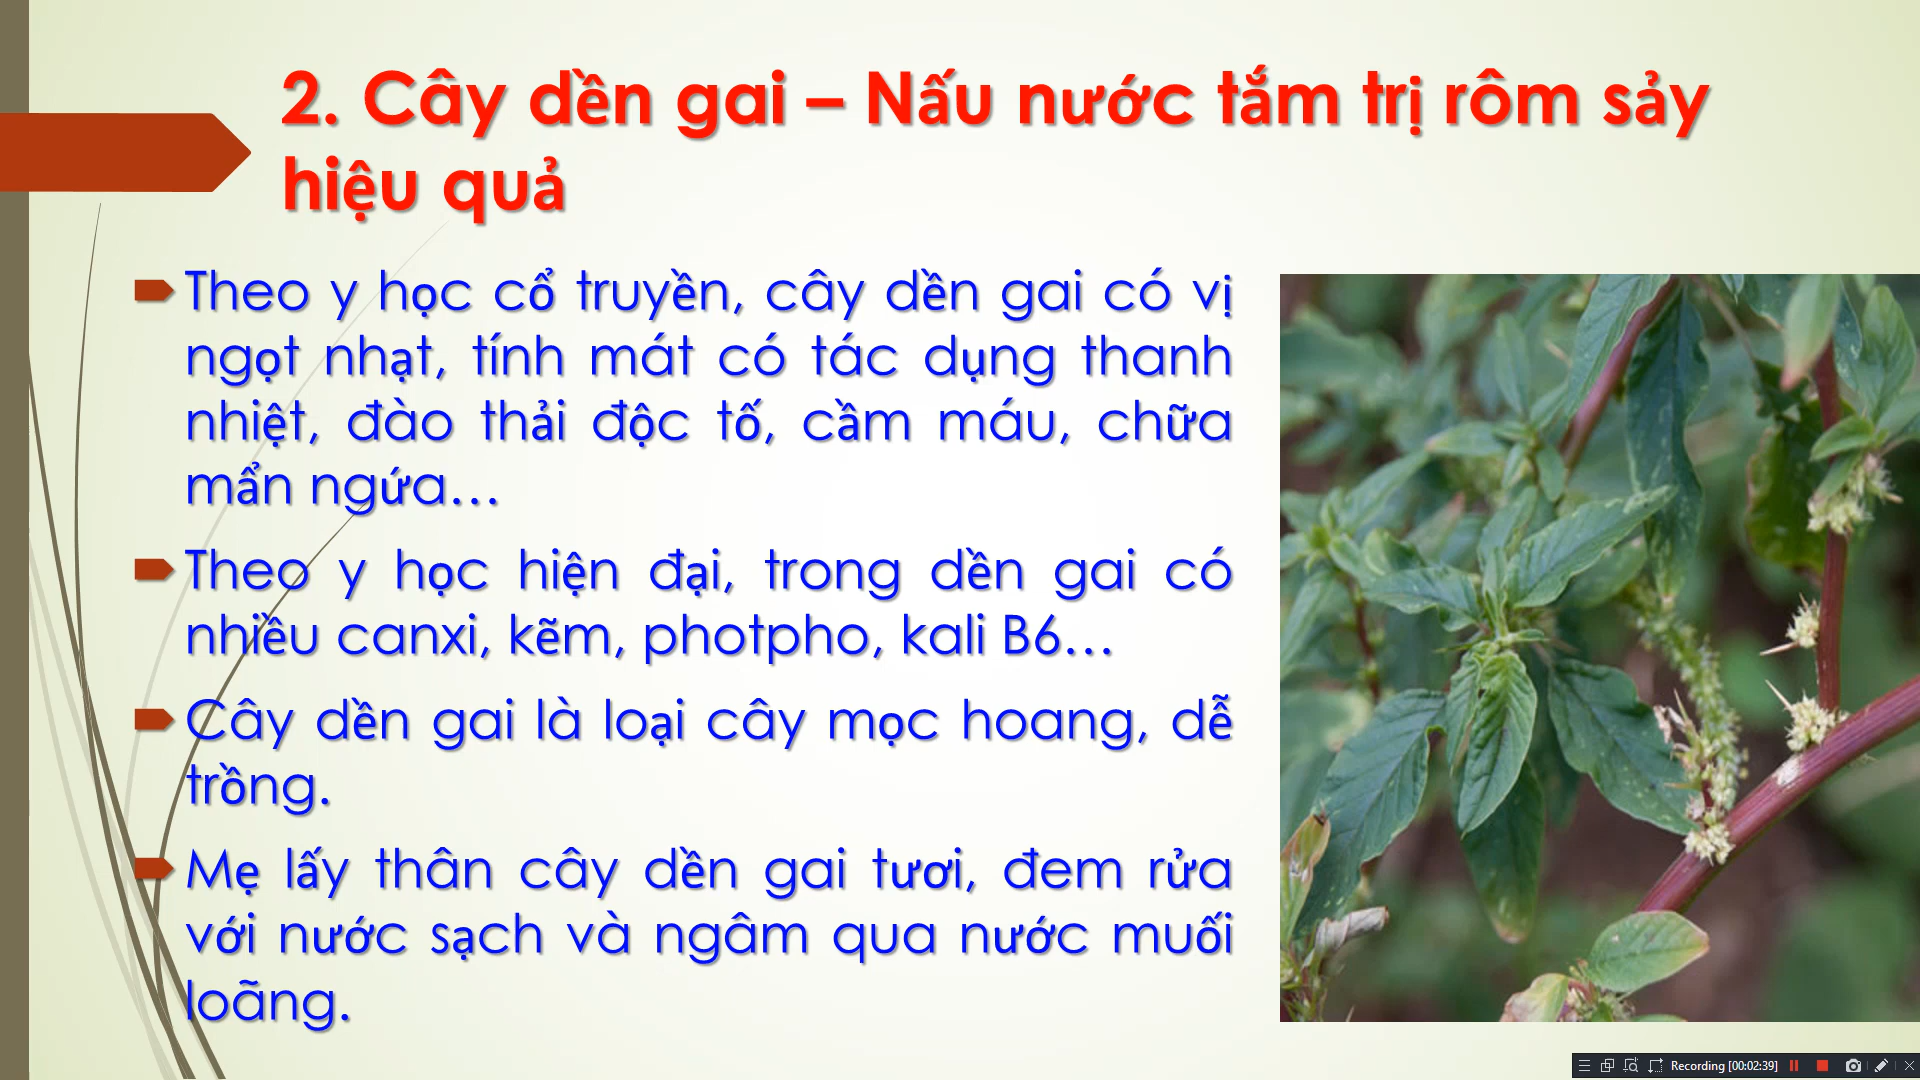 2. Cây dền gai – Nấu nước tắm trị rôm sảy
hiệu quả
Theo y học cổ truyền, cây dền gai có vị
ngọt nhạt, tính mát có tác dụng thanh
nhiệt, đào thải độc tố, cầm máu, chữa
mẩn ngứa…
Theo y học hiện đại, trong dền gai có
nhiều canxi, kẽm, photpho, kali B6…
Cây dền gai là loại cây mọc hoang, dễ
trồng.
Mẹ lấy thân cây dền gai tươi, đem rửa
với nước sạch và ngâm qua nước muối
loãng.
Recording [00:02:39]